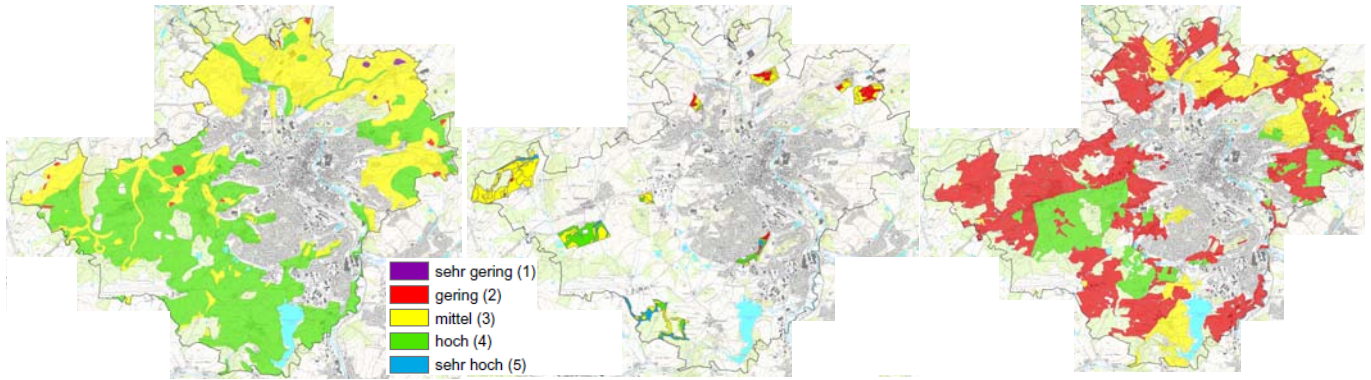 sehr gering (1)
gering (2)
mittel (3)
hoch (4)
sehr hoch (5)